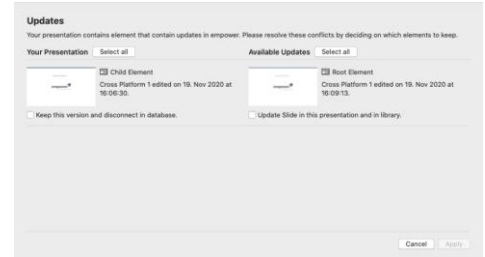 Updates
Your presentation contains element that contain updates in empower. Please resolve these conflicts by deciding on which elements to keep.
Your Presentation Select all
Available Updates Select all
Child Element
Cross Platform 1 edited on 19. Nov 2020 at
16:06:30.
Root Element
Cross Platform 1 edited on 19. Nov 2020 at
16:09:13.
Keep this version and disconnect in database.
Update Slide in this presentation and in library.
Cancel Apply